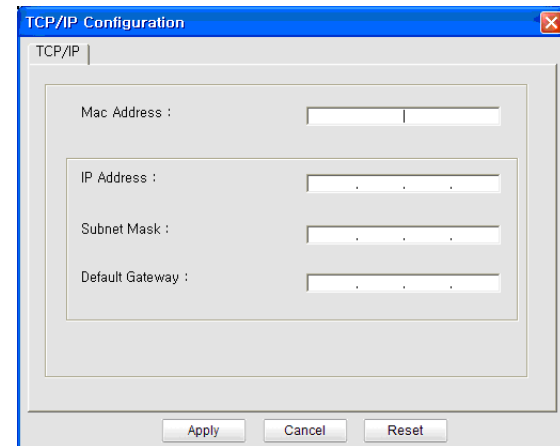 TCP/IP Configuration
TCP/IP
Mac Address :
IP Address :
. . .
Subnet Mask :
. . .
Default Gateway :
. . .
Apply Cancel Reset